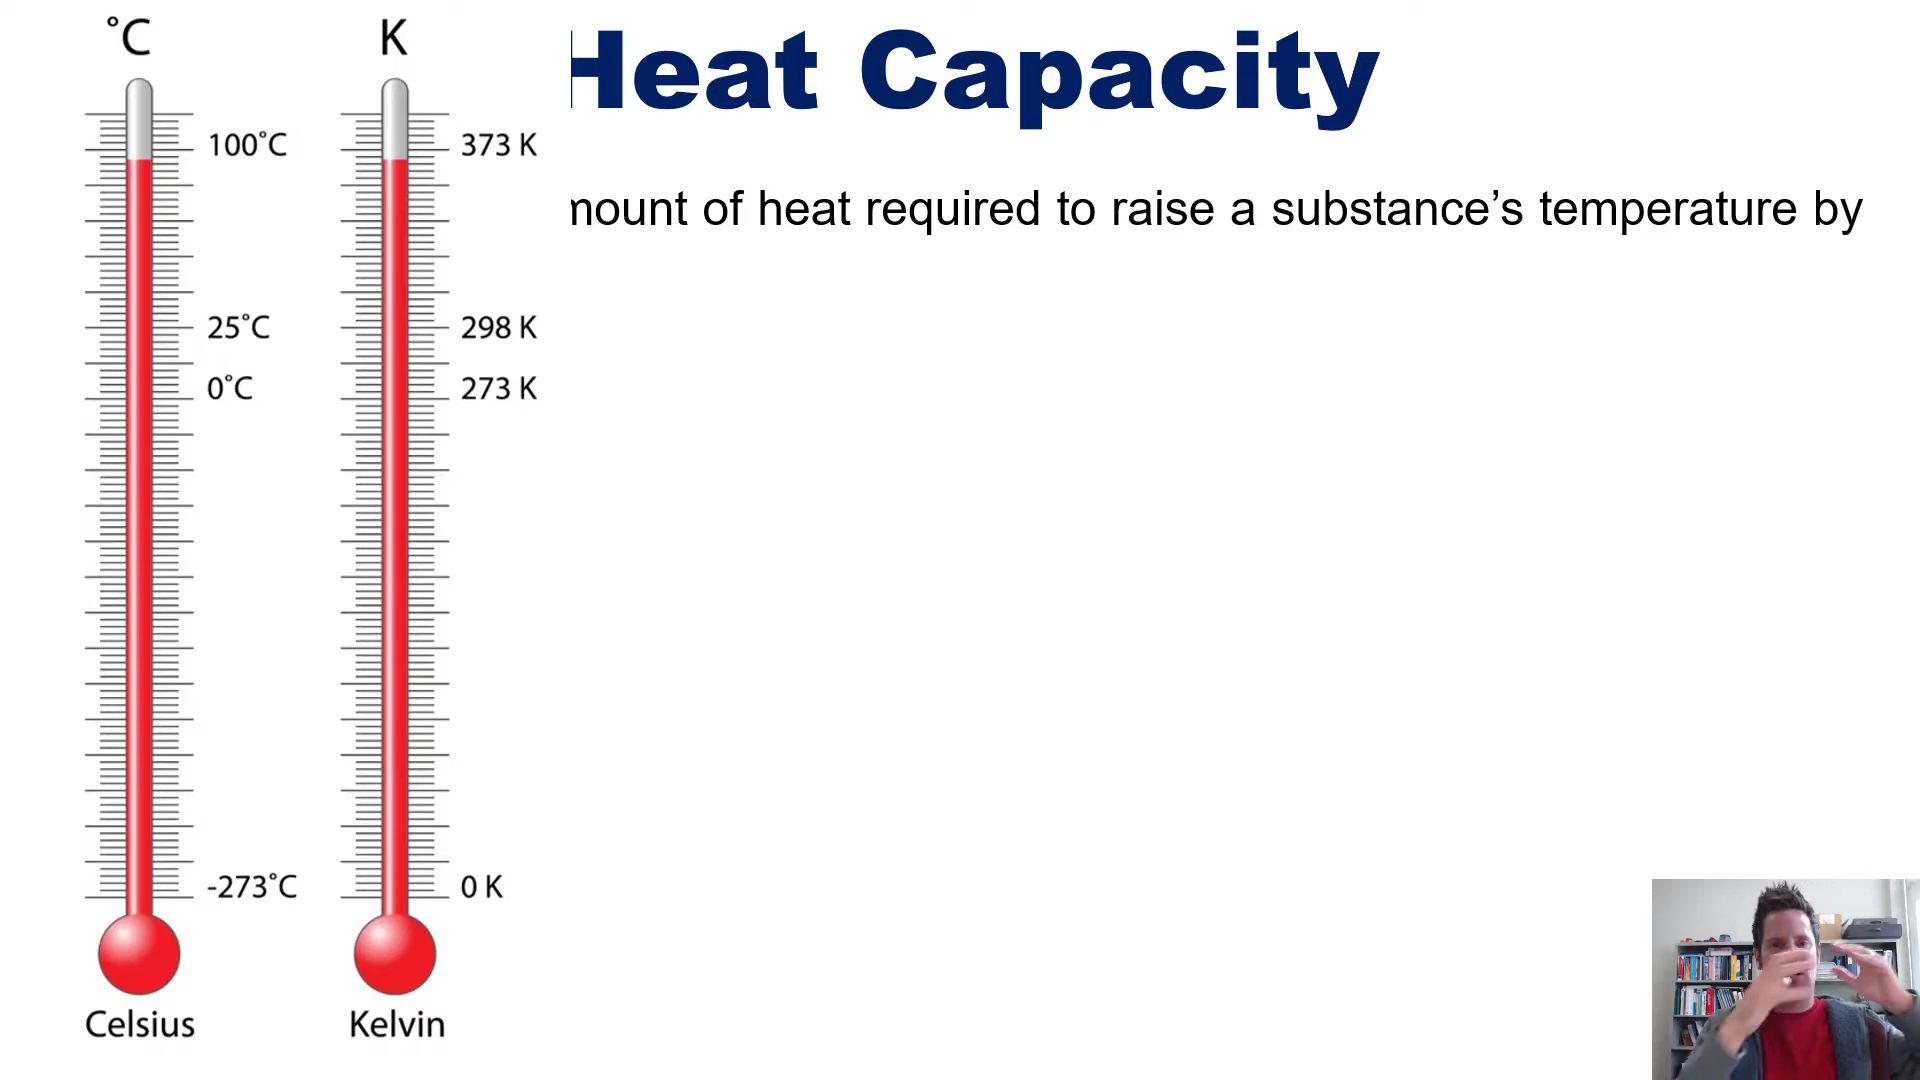 °C K
Heat Capacity
100°C 373 K
mount of heat required to raise a substance’s temperature by
25°C 298 K
0°C 273 K
-273°C 0 K
Celsius Kelvin